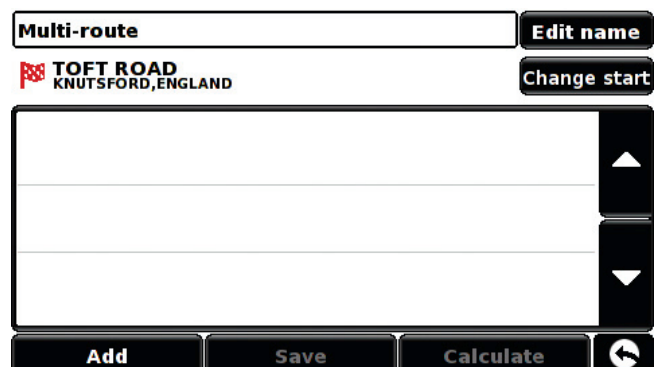 Multi-route
Edit name
TOFT ROAD
KNUTSFORD,ENGLAND
Change start
Add
Save
Calculate